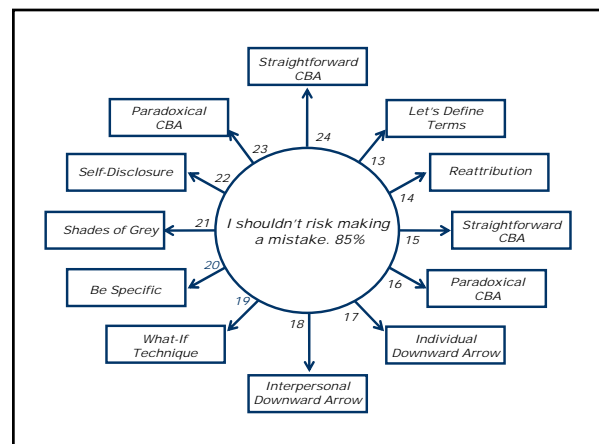 Straightforward
CBA
24
Let's Define
Terms
13
Reattribution
14
Straightforward
CBA
15
Paradoxical
CBA
16
Individual
Downward Arrow
17
Interpersonal
Downward Arrow
18
What-If
Technique
19
Be Specific
20
Shades of Grey
21
Self-Disclosure
22
Paradoxical
CBA
23
I shouldn't risk making
a mistake. 85%